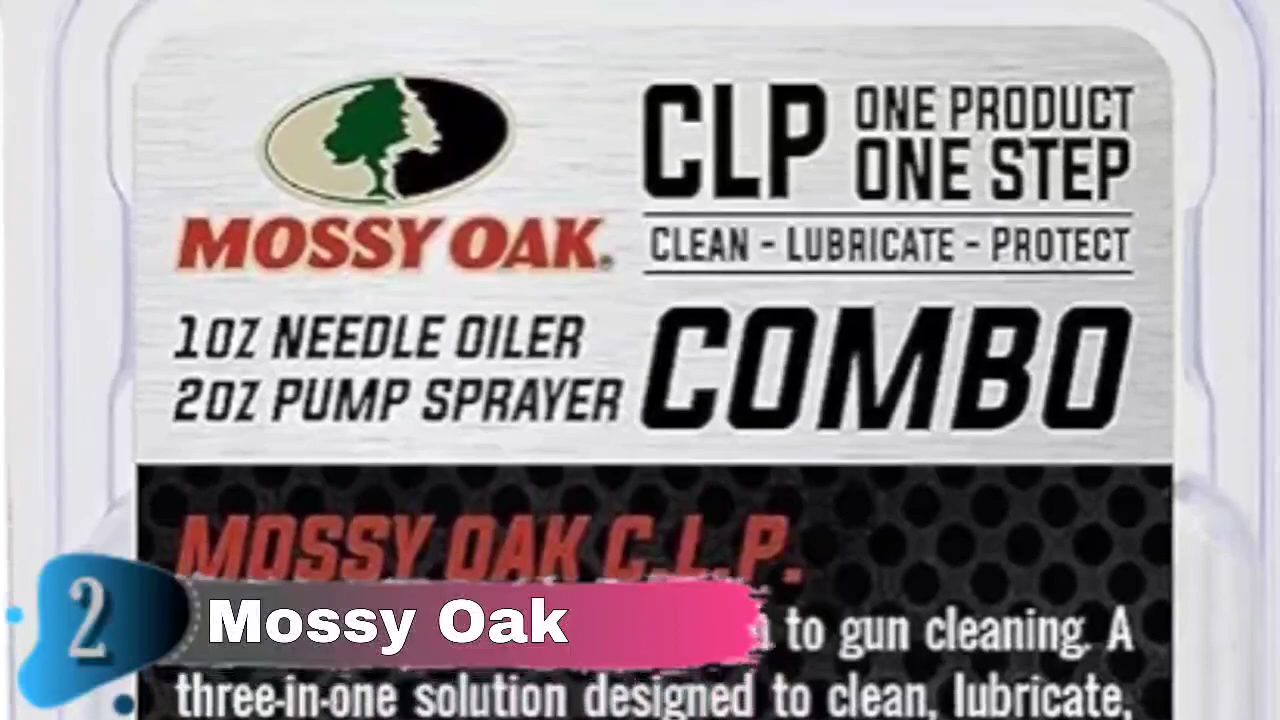 MOSSY OAK®
CLP ONE PRODUCT
ONE STEP
CLEAN - LUBRICATE - PROTECT
1OZ NEEDLE OILER
2OZ PUMP SPRAYER
COMBO
MOSSY OAK C.L.P.
2 Mossy Oak
to gun cleaning. A
three-in-one solution designed to clean, lubricate,